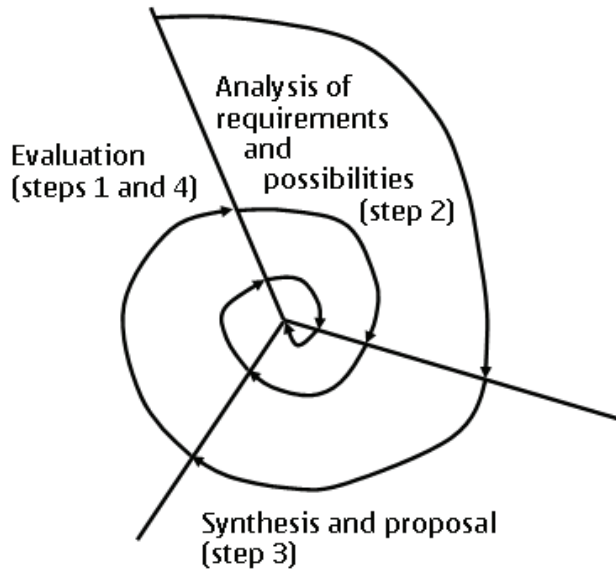 Analysis of
requirements
and
possibilities
(step 2)
Evaluation
(steps 1 and 4)
Synthesis and proposal
(step 3)